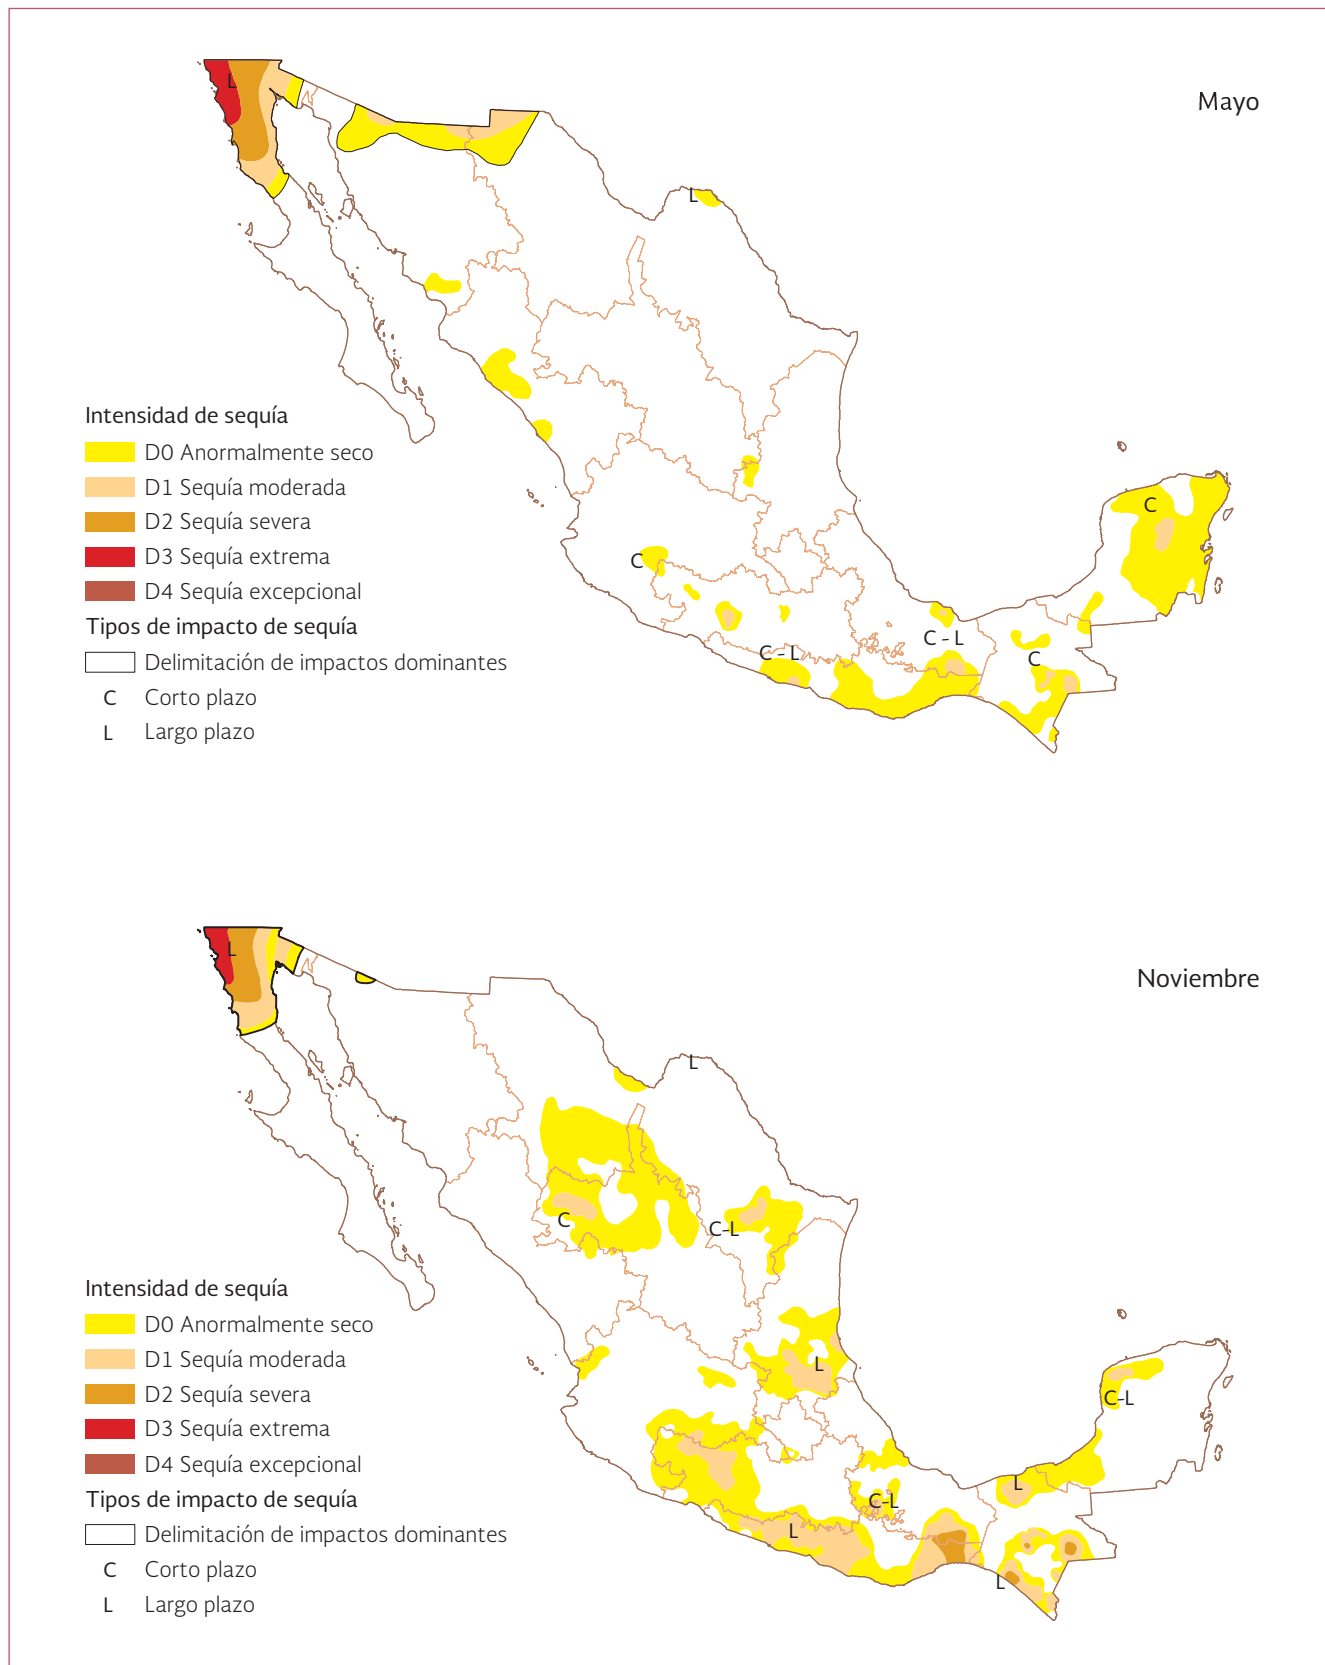 Mayo
L
L
C
C
C - L
C - L
C
Intensidad de sequía
D0 Anormalmente seco
D1 Sequía moderada
D2 Sequía severa
D3 Sequía extrema
D4 Sequía excepcional
Tipos de impacto de sequía
Delimitación de impactos dominantes
C Corto plazo
L Largo plazo
Noviembre
L
L
C
C-L
L
C-L
C-L
L
L
L
Intensidad de sequía
D0 Anormalmente seco
D1 Sequía moderada
D2 Sequía severa
D3 Sequía extrema
D4 Sequía excepcional
Tipos de impacto de sequía
Delimitación de impactos dominantes
C Corto plazo
L Largo plazo